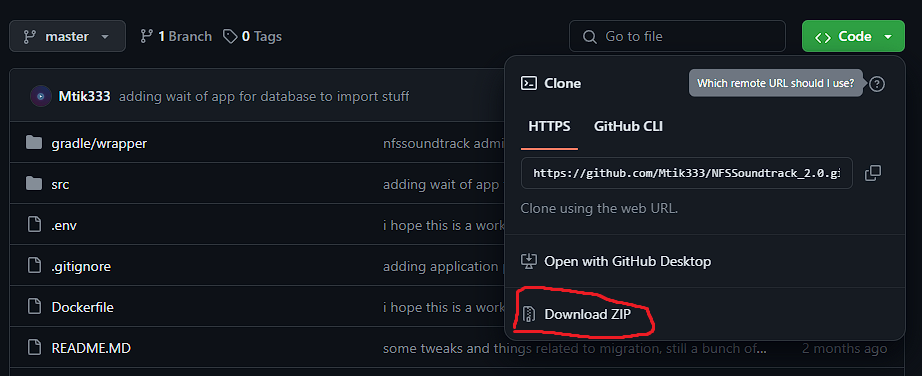 master
1 Branch
0 Tags
Go to file
Code
Mtik333 adding wait of app for database to import stuff
Clone
Which remote URL should I use?
HTTPS
GitHub CLI
https://github.com/Mtik333/NFSSoundtrack_2.0.gi
Clone using the web URL.
Open with GitHub Desktop
Download ZIP
gradle/wrapper nfssoundtrack admi
src adding wait of app
.env i hope this is a work
.gitignore adding application p
Dockerfile i hope this is a work
README.MD some tweaks and things related to migration, still a bunch of... 2 months ago